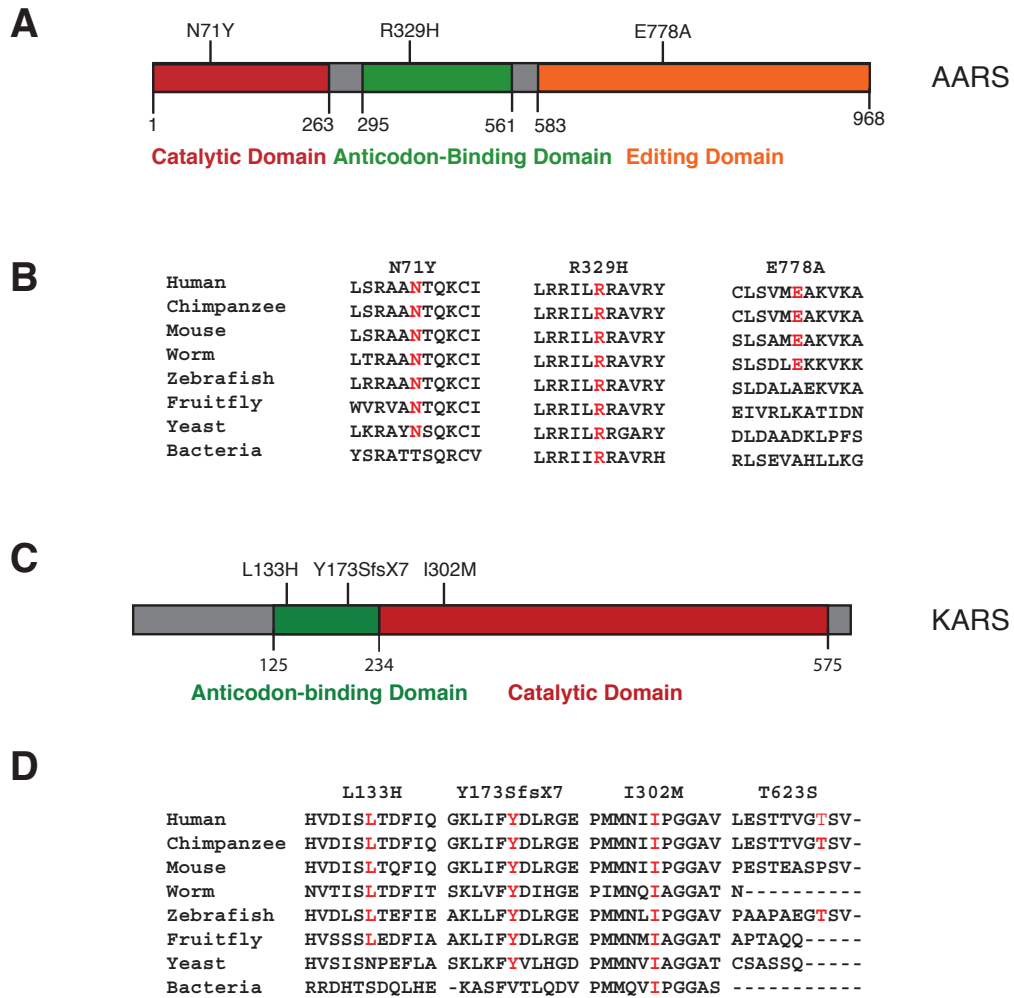 A
N71Y R329H E778A
AARS
1 263 295 561 583 968
Catalytic Domain Anticodon-Binding Domain Editing Domain
B
N71Y R329H E778A
Human LSRAANTQKCI LRRILRRAVRY CLSVMEAKVKA
Chimpanzee LSRAANTQKCI LRRILRRAVRY CLSVMEAKVKA
Mouse LSRAANTQKCI LRRILRRAVRY SLSAMEAKVKA
Worm LTRAANTQKCI LRRILRRAVRY SLSDLEKKVKK
Zebrafish LRRAANTQKCI LRRILRRAVRY SLDALAEKVKA
Fruitfly WVRVANTQKCI LRRILRRAVRY EIVRLKATIDN
Yeast LKRAYNSQKCI LRRILRRGARY DLDAADKLPFS
Bacteria YSRATTSQRCV LRRIIRRAVRH RLSEVAHLLKG
C
L133H Y173SfsX7 I302M
KARS
125 234 575
Anticodon-binding Domain Catalytic Domain
D
L133H Y173SfsX7 I302M T623S
Human HVDISLTDFIQ GKLIFYDLRGE PMMNIIPGGAV LESTTVGTSV-
Chimpanzee HVDISLTDFIQ GKLIFYDLRGE PMMNIIPGGAV LESTTVGTSV-
Mouse HVDISLTQFIQ GKLIFYDLRGE PMMNIIPGGAV PESTEASPSV-
Worm NVTISLTDFIT SKLVFYDIHGE PIMNQIAGGAT N----------
Zebrafish HVDLSLTEFIE AKLLFYDLRGE PMMNLIPGGAV PAAPAEGTSV-
Fruitfly HVSSSLEDFIA AKLIFYDLRGE PMMNMIAGGAT APTAQQ-----
Yeast HVSISNPEFLA SKLKFYVLHGD PMMNVIAGGAT CSASSQ-----
Bacteria RRDHTSDQLHE -KASFVTLQDV PMMQVIPGGAS -----------